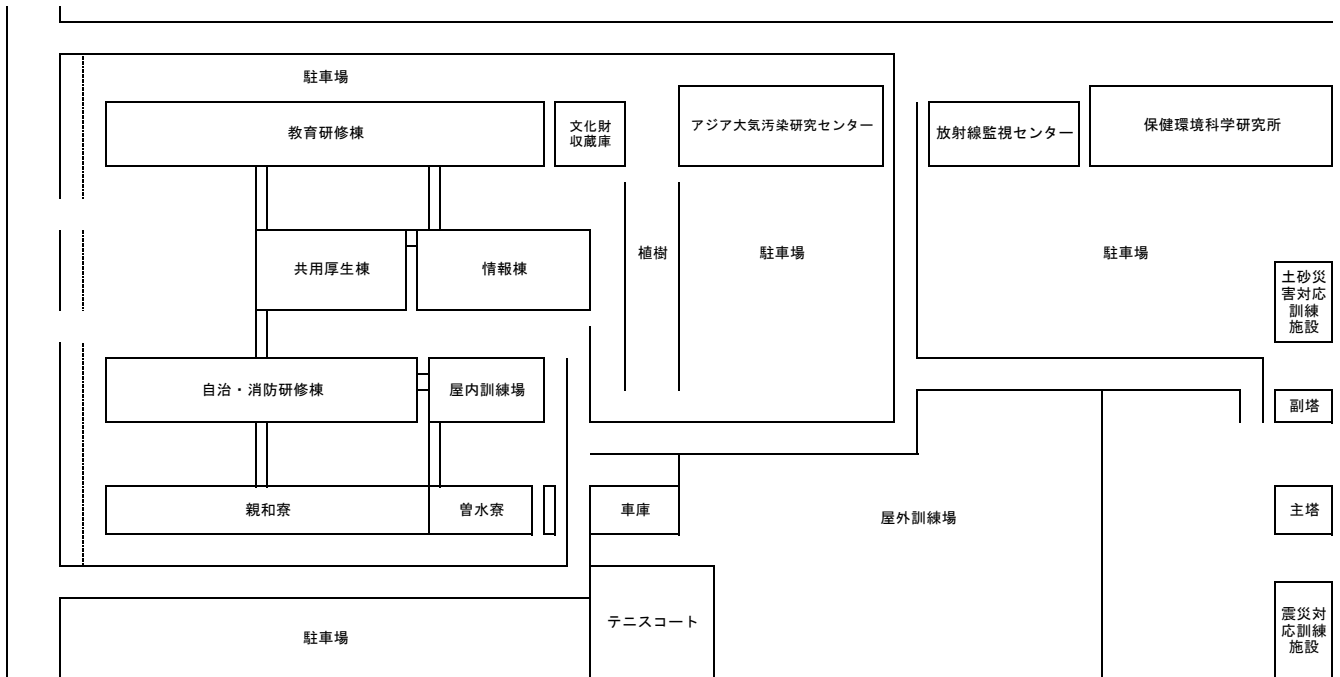 駐車場
教育研修棟
文化財
収蔵庫
アジア大気汚染研究センター
放射線監視センター
保健環境科学研究所
共用厚生棟
情報棟
植樹
駐車場
駐車場
土砂災
害対応
訓練
施設
自治・消防研修棟
屋内訓練場
副塔
親和寮
曽水寮
車庫
屋外訓練場
主塔
駐車場
テニスコート
震災対
応訓練
施設